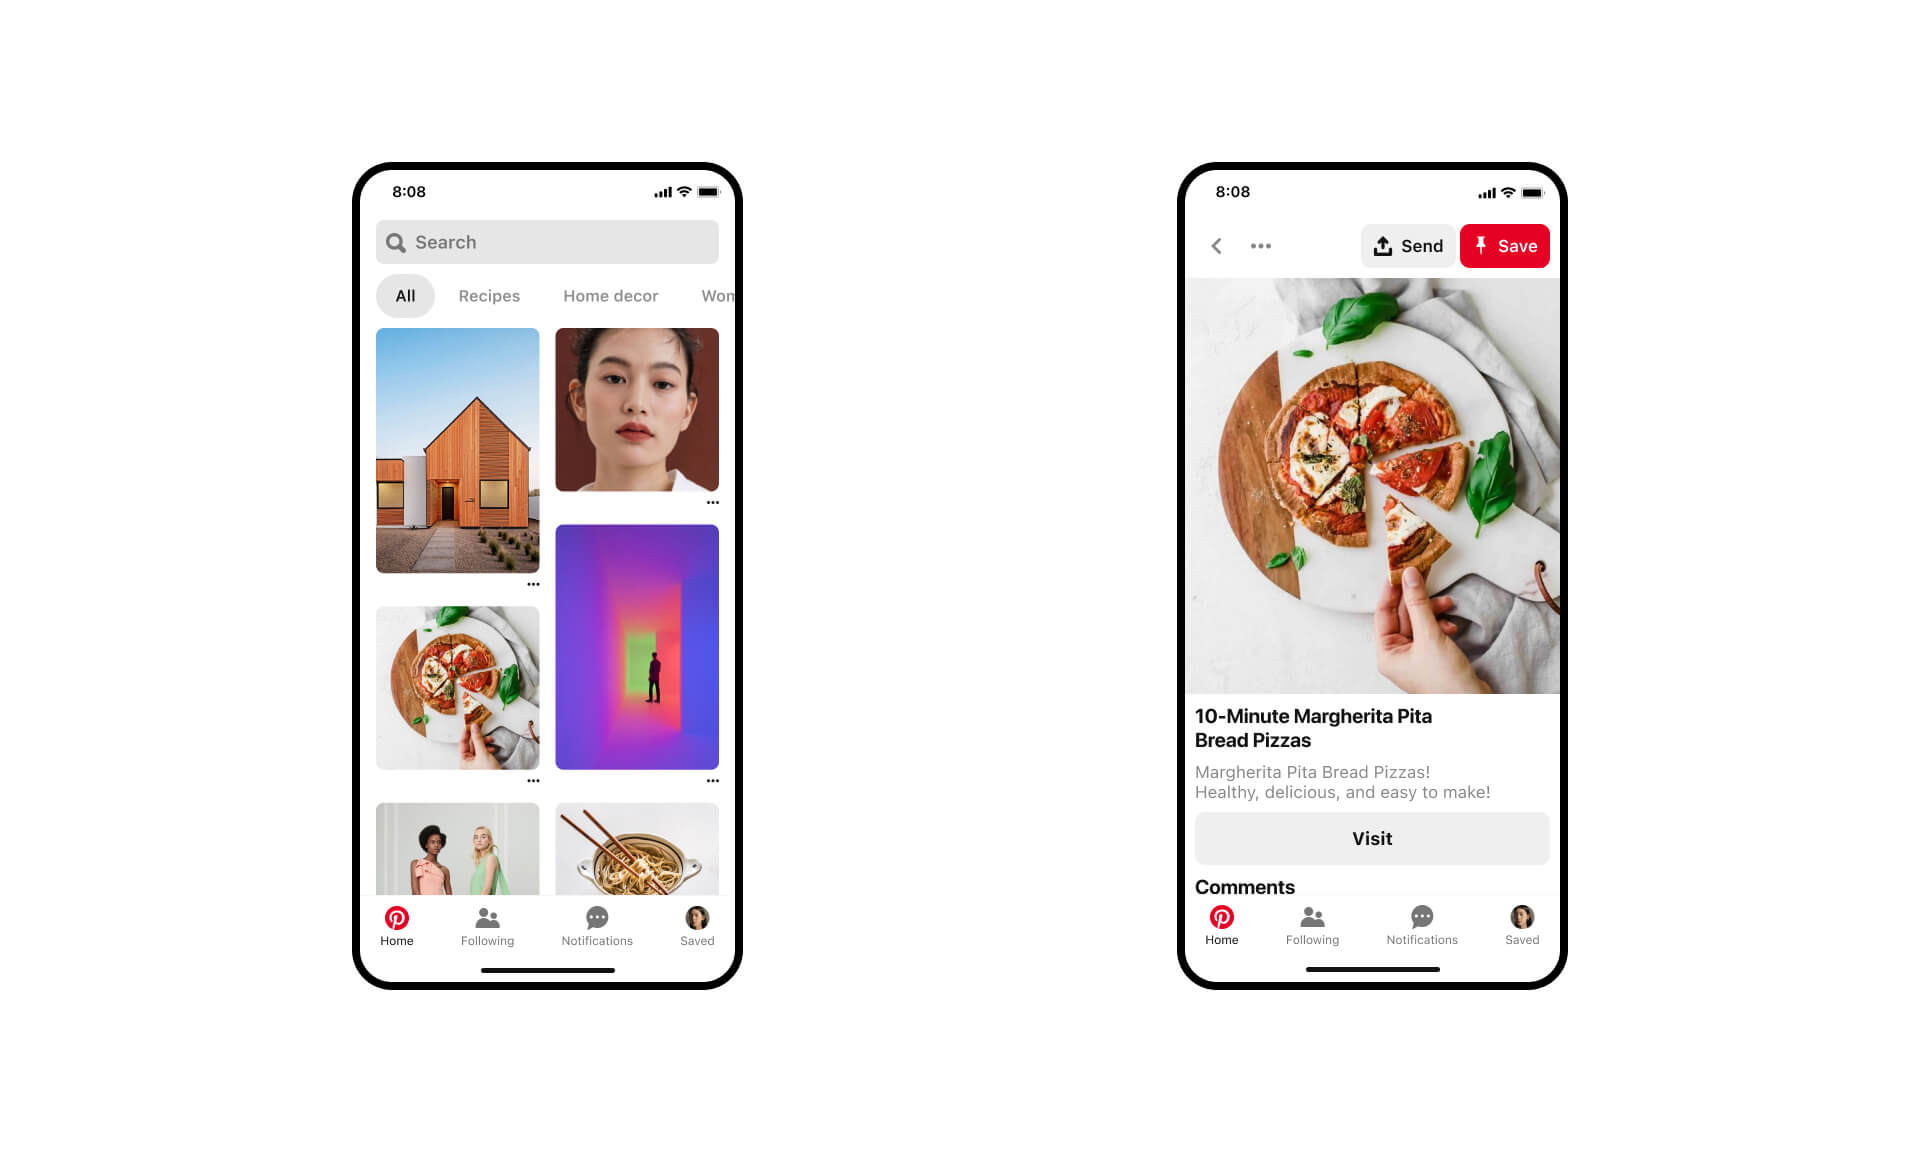 8:08
Search
All Recipes Home decor Wom
Home Following Notifications Saved
8:08
Send Save
10-Minute Margherita Pita
Bread Pizzas
Margherita Pita Bread Pizzas!
Healthy, delicious, and easy to make!
Visit
Comments
Home Following Notifications Saved